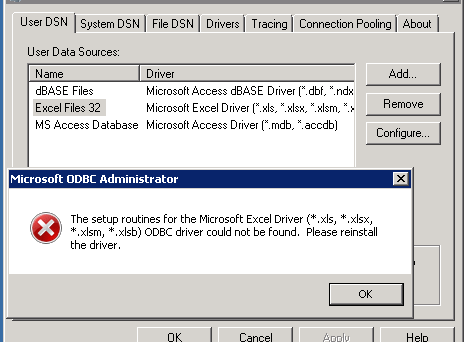 User DSN System DSN File DSN Drivers Tracing Connection Pooling About
User Data Sources:
Name Driver
dBASE Files Microsoft Access dBASE Driver (*.dbf, *.ndx
Excel Files 32 Microsoft Excel Driver (*.xls, *.xlsx, *.xlsm, *.x
MS Access Database Microsoft Access Driver (*.mdb, *.accdb)
Add...
Remove
Configure...
Microsoft ODBC Administrator
The setup routines for the Microsoft Excel Driver (*.xls, *.xlsx,
*.xlsm, *.xlsb) ODBC driver could not be found. Please reinstall
the driver.
OK
OK Cancel Apply Help